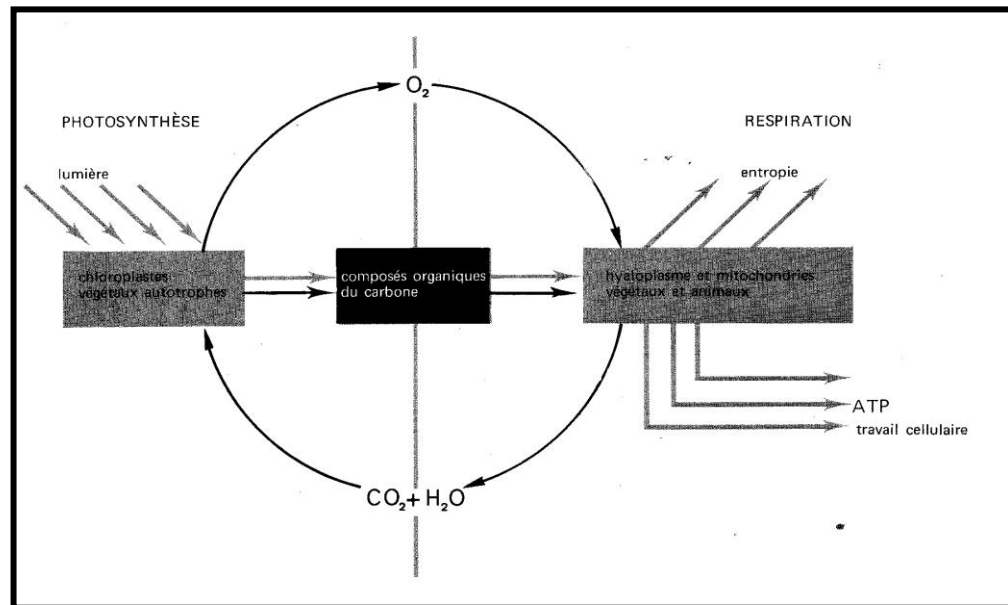 O₂
PHOTOSYNTHÈSE
RESPIRATION
lumière
entropie
chloroplastes
végétaux autotrophes
composés organiques
du carbone
hyaloplasme et mitochondries
végétaux et animaux
ATP
travail cellulaire
CO₂+H₂O